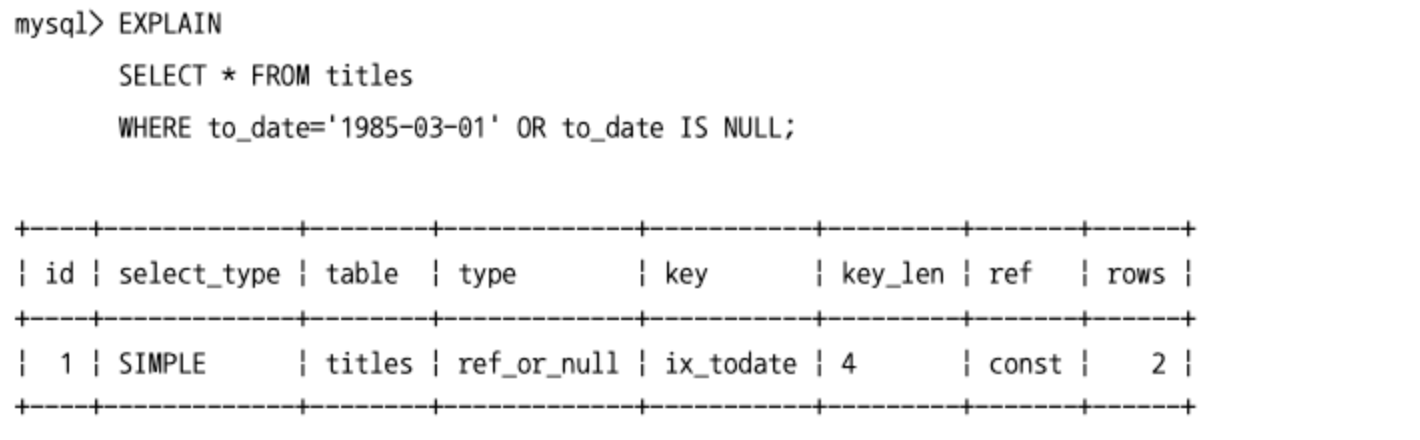 mysql> EXPLAIN
SELECT * FROM titles
WHERE to_date='1985-03-01' OR to_date IS NULL;
+----+-------------+--------+-------------+-----------+---------+-------+------+
| id | select_type | table  | type        | key       | key_len | ref   | rows |
+----+-------------+--------+-------------+-----------+---------+-------+------+
|  1 | SIMPLE      | titles | ref_or_null | ix_todate | 4       | const |    2 |
+----+-------------+--------+-------------+-----------+---------+-------+------+